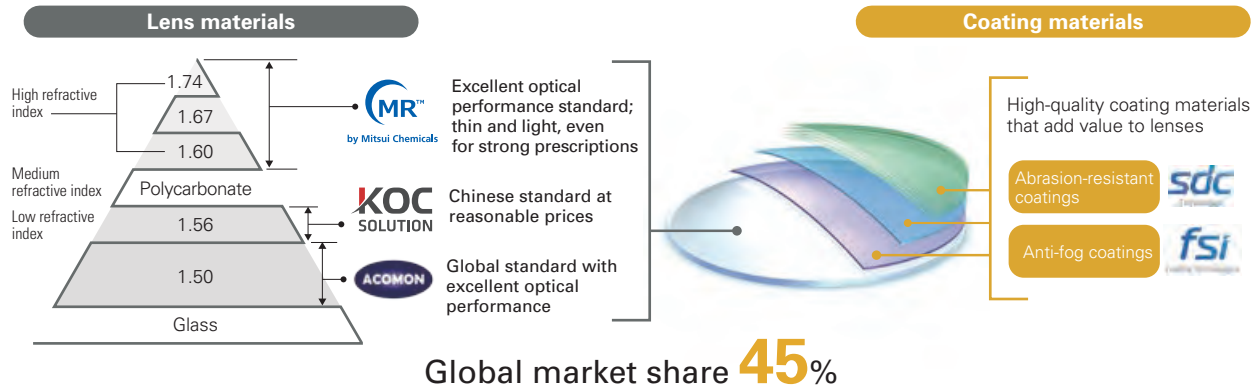 Lens materials
Coating materials
High refractive
index
1.74
1.67
1.60
Medium
refractive index
Polycarbonate
Low refractive
index
1.56
1.50
Glass
MR™
by Mitsui Chemicals
Excellent optical
performance standard;
thin and light, even
for strong prescriptions
KOC
SOLUTION
Chinese standard at
reasonable prices
ACOMON
Global standard with
excellent optical
performance
High-quality coating materials
that add value to lenses
Abrasion-resistant
coatings
sdc
Anti-fog coatings
fsi
Global market share 45%